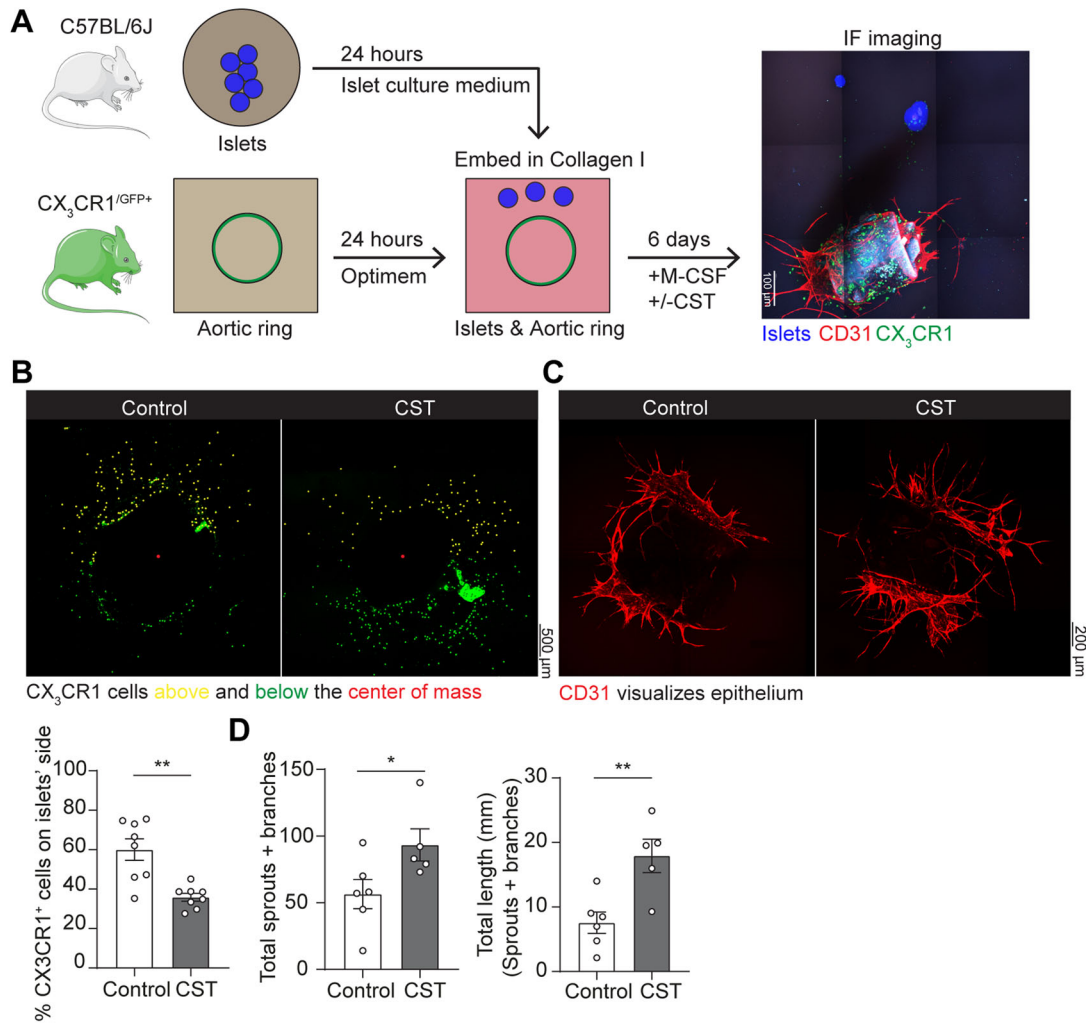 A
C57BL/6J
24 hours
Islet culture medium
Islets
IF imaging
Embed in Collagen I
CX3CR1/GFP+
24 hours
Optimem
6 days
+M-CSF
+/-CST
100 µm
Aortic ring
Islets & Aortic ring
Islets CD31 CX3CR1
B
Control
CST
500 µm
CX3CR1 cells above and below the center of mass
C
Control
CST
200 µm
CD31 visualizes epithelium
% CX3CR1+ cells on islets' side
100
80
60
40
20
0
**
Control CST
D
Total sprouts + branches
150
100
50
0
*
Control CST
Total length (mm)
(Sprouts + branches)
30
20
10
0
**
Control CST